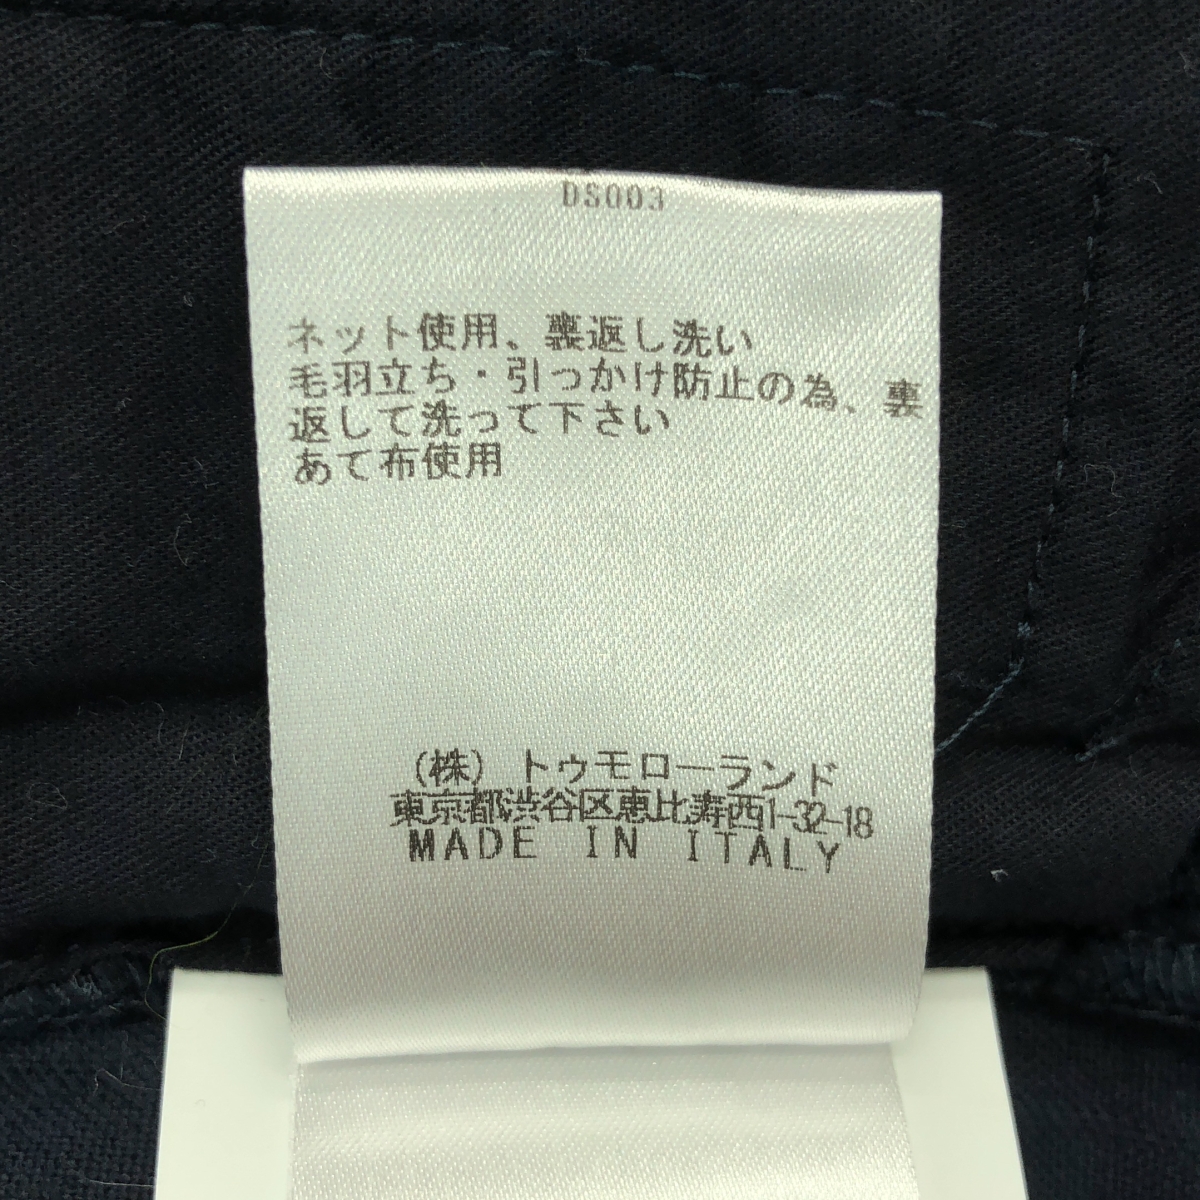 DS003
ネット使用、裏返し洗い
毛羽立ち・引っかけ防止の為、裏
返して洗って下さい
あて布使用
(株) トゥモローランド
東京都渋谷区恵比寿西1-32-18
MADE IN ITALY